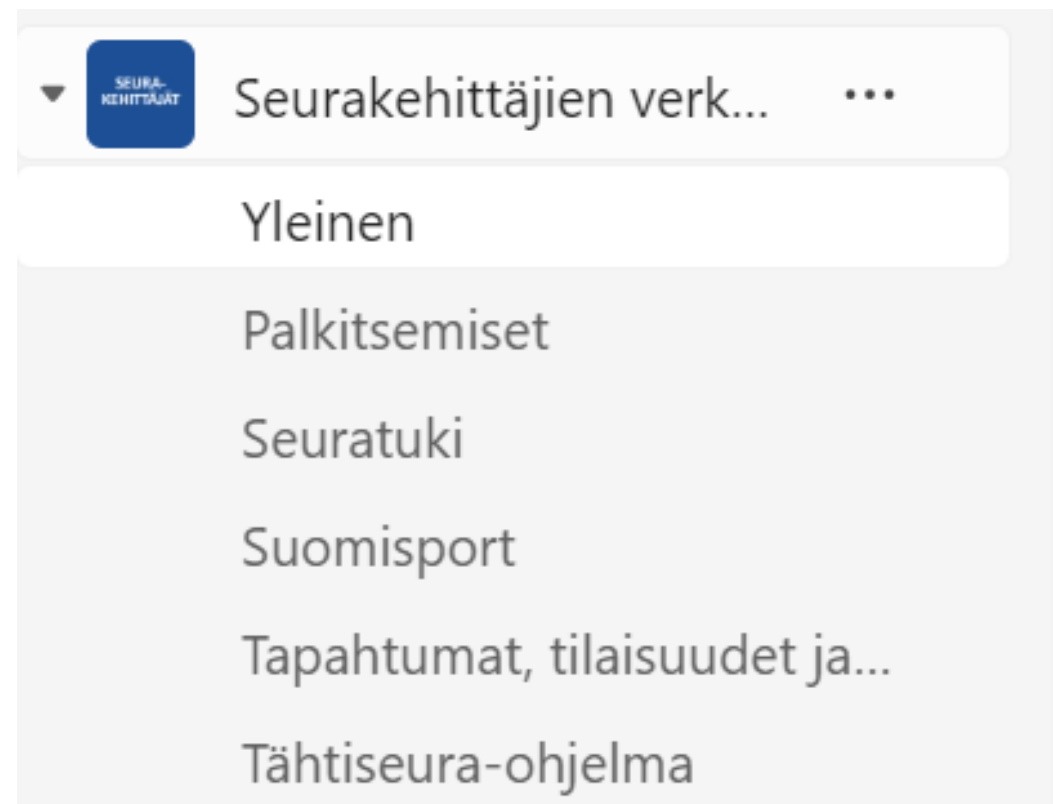 SEURA-
KEHITTÄJÄT
Seurakehittäjien verk... ...
Yleinen
Palkitsemiset
Seuratuki
Suomisport
Tapahtumat, tilaisuudet ja...
Tähtiseura-ohjelma